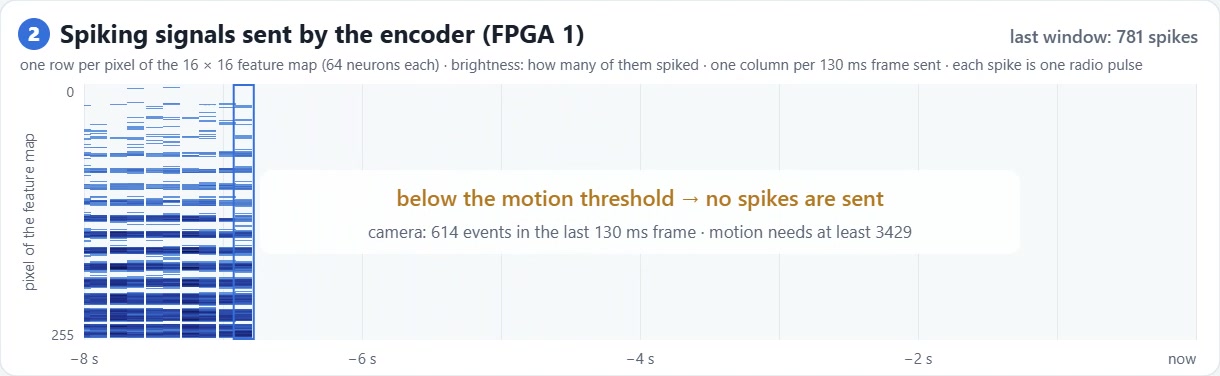 2 Spiking signals sent by the encoder (FPGA 1)
last window: 781 spikes
one row per pixel of the 16 × 16 feature map (64 neurons each) · brightness: how many of them spiked · one column per 130 ms frame sent · each spike is one radio pulse
0
pixel of the feature map
below the motion threshold → no spikes are sent
camera: 614 events in the last 130 ms frame · motion needs at least 3429
255
−8 s
−6 s
−4 s
−2 s
now